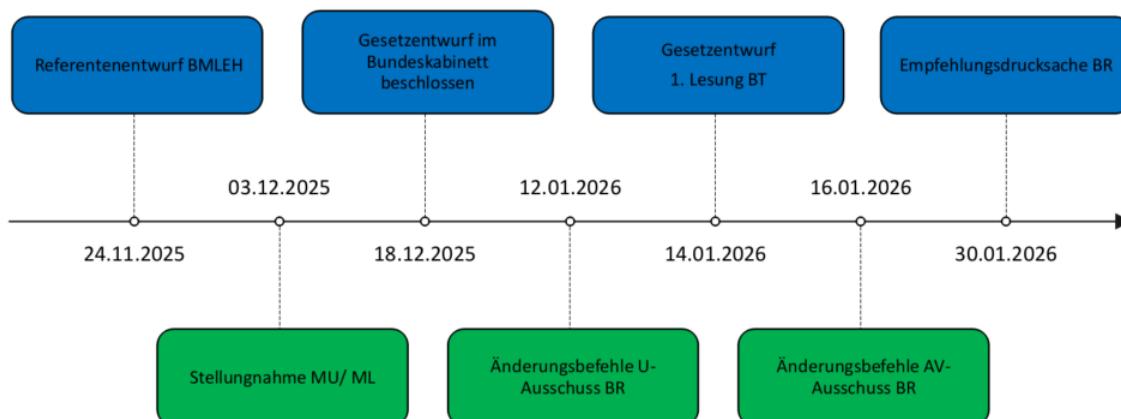 Referentenentwurf BMLEH
Gesetzentwurf im
Bundeskabinett
beschlossen
Gesetzentwurf
1. Lesung BT
Empfehlungsdrucksache BR
03.12.2025
12.01.2026
16.01.2026
24.11.2025
18.12.2025
14.01.2026
30.01.2026
Stellungnahme MU/ ML
Änderungsbefehle U-
Ausschuss BR
Änderungsbefehle AV-
Ausschuss BR